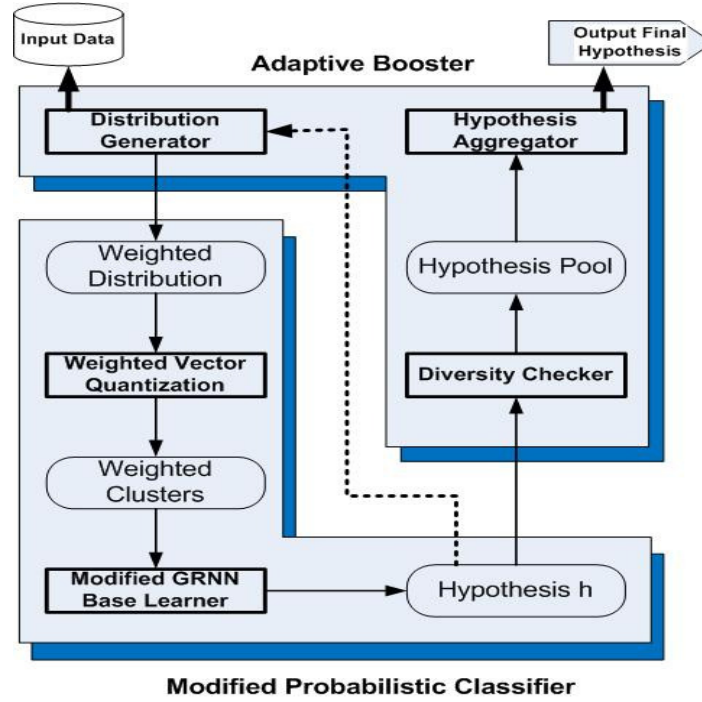 Input Data
Output Final
Hypothesis
Adaptive Booster
Distribution
Generator
Hypothesis
Aggregator
Weighted
Distribution
Hypothesis Pool
Weighted Vector
Quantization
Diversity Checker
Weighted
Clusters
Modified GRNN
Base Learner
Hypothesis h
Modified Probabilistic Classifier